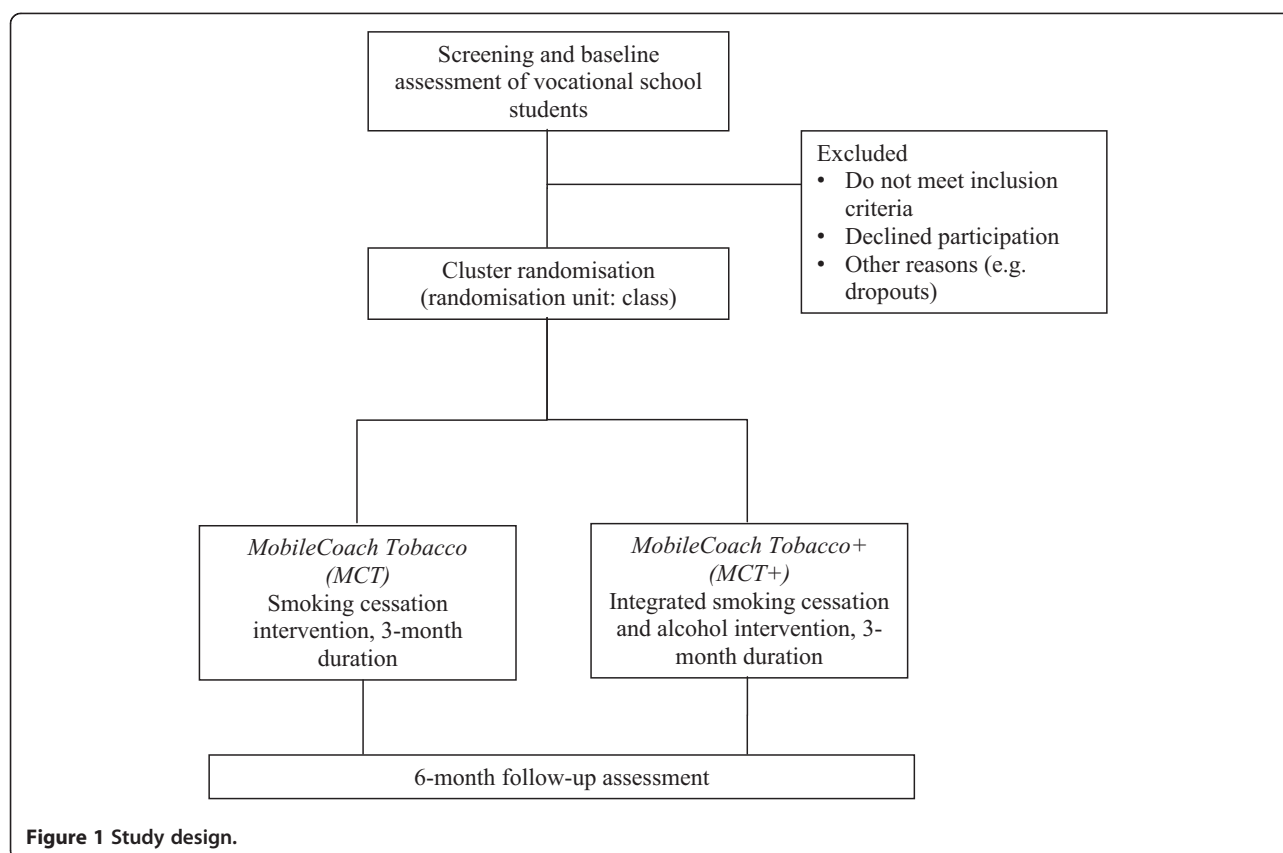 Screening and baseline
assessment of vocational school
students
Excluded
• Do not meet inclusion
criteria
• Declined participation
• Other reasons (e.g.
dropouts)
Cluster randomisation
(randomisation unit: class)
MobileCoach Tobacco
(MCT)
Smoking cessation
intervention, 3-month
duration
MobileCoach Tobacco+
(MCT+)
Integrated smoking cessation
and alcohol intervention, 3-
month duration
6-month follow-up assessment
Figure 1 Study design.